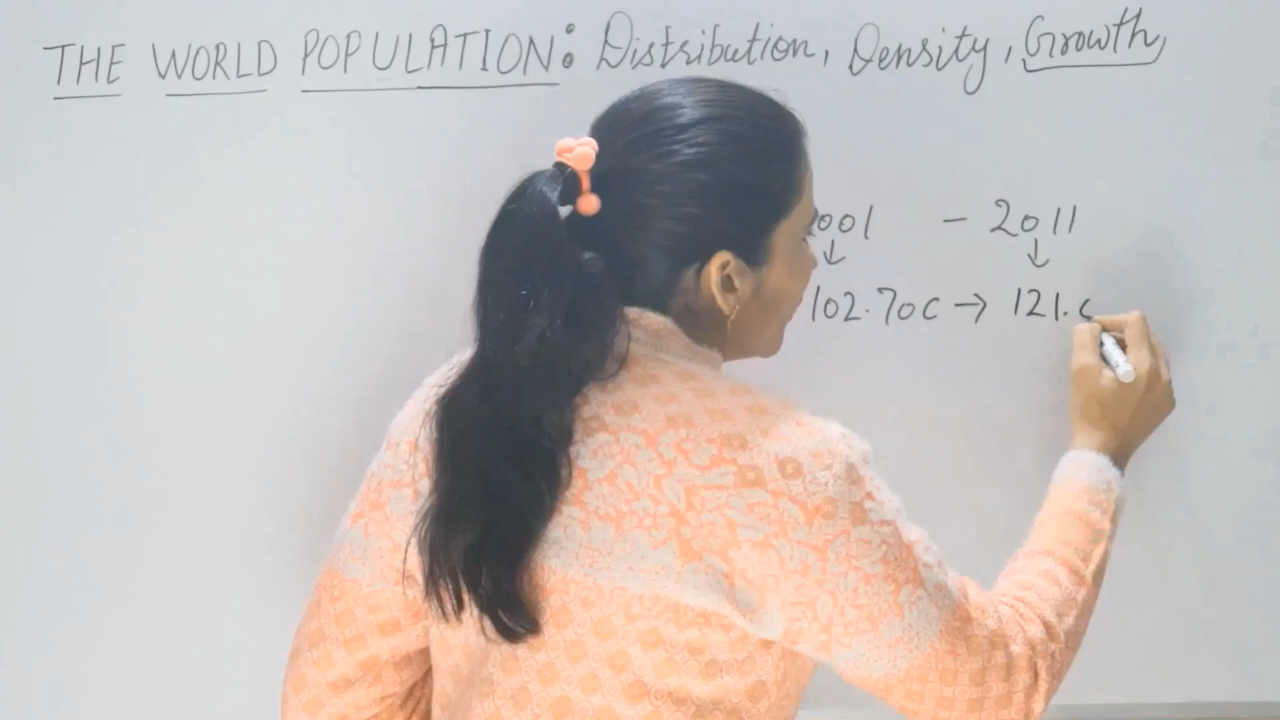 THE WORLD POPULATION: Distribution, Density, Growth,
001 - 2011
↓ ↓
102.70C → 121.